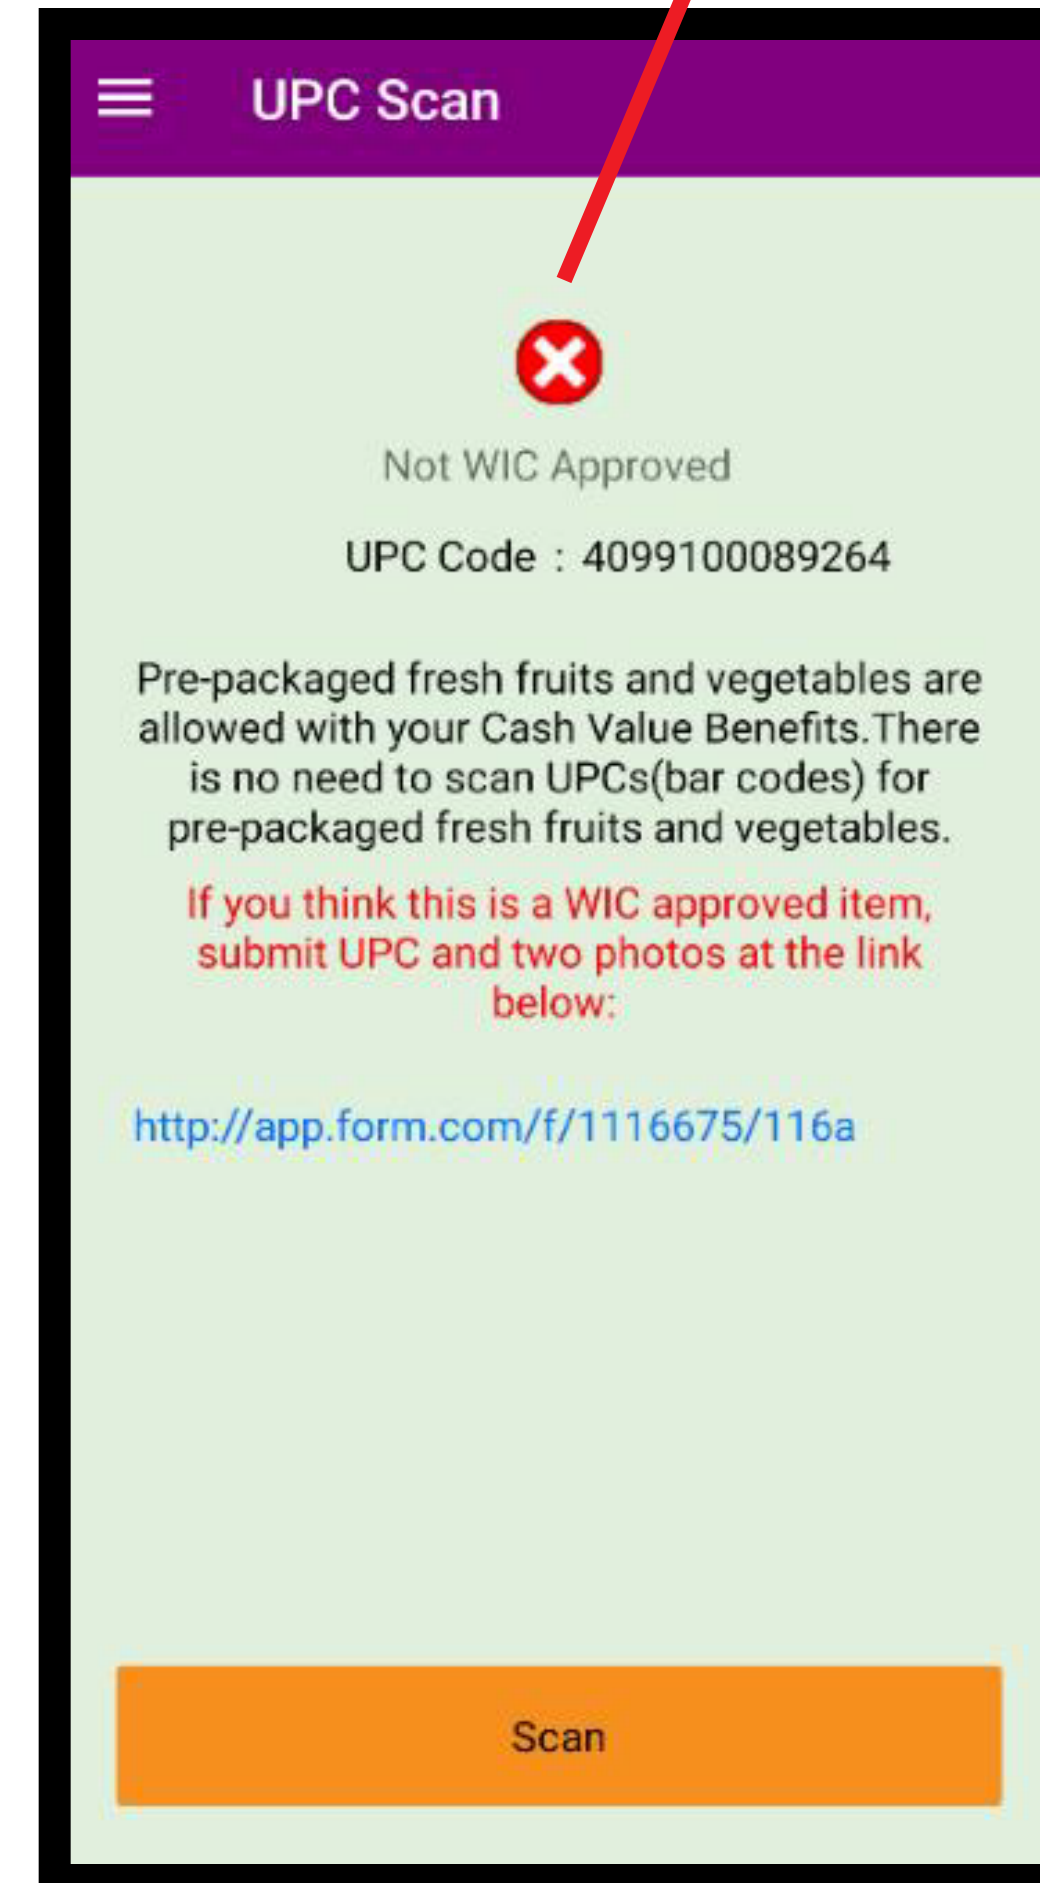 UPC Scan
Not WIC Approved
UPC Code : 4099100089264
Pre-packaged fresh fruits and vegetables are
allowed with your Cash Value Benefits.There
is no need to scan UPCs(bar codes) for
pre-packaged fresh fruits and vegetables.
If you think this is a WIC approved item,
submit UPC and two photos at the link
below:
http://app.form.com/f/1116675/116a
Scan